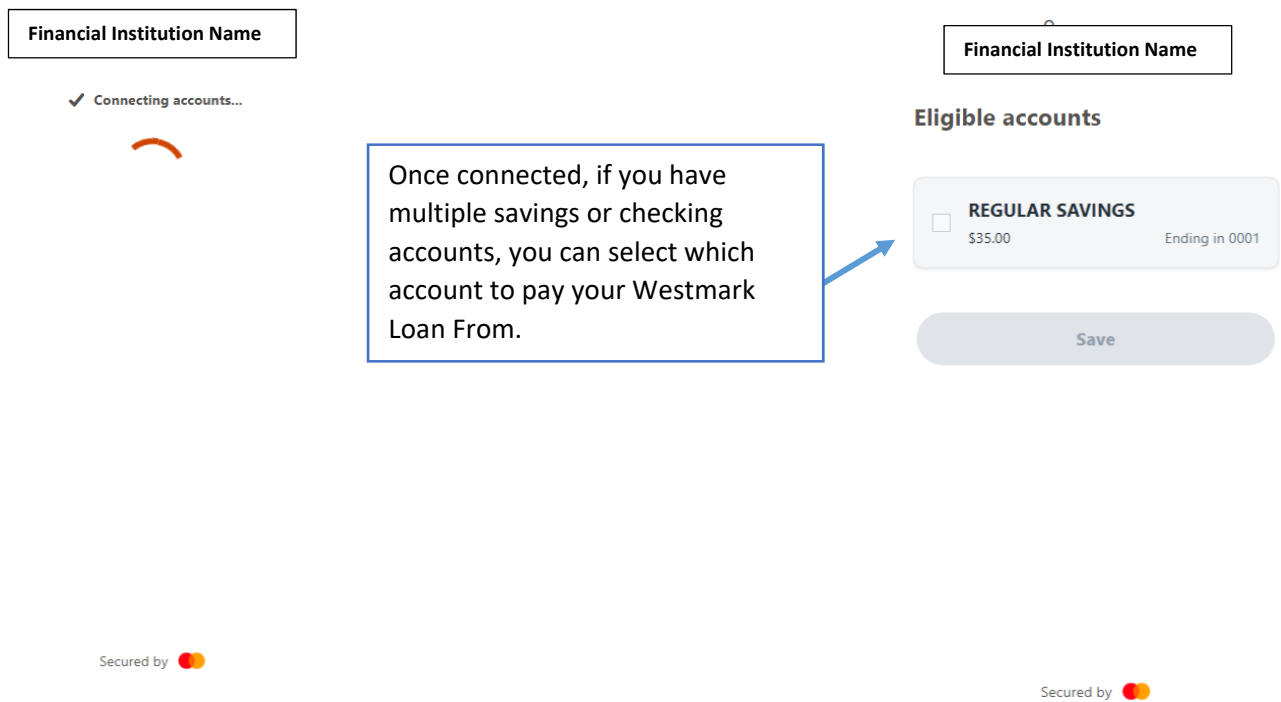 Financial Institution Name
Connecting accounts...
Secured by
Once connected, if you have
multiple savings or checking
accounts, you can select which
account to pay your Westmark
Loan From.
Financial Institution Name
Eligible accounts
REGULAR SAVINGS
$35.00 Ending in 0001
Save
Secured by